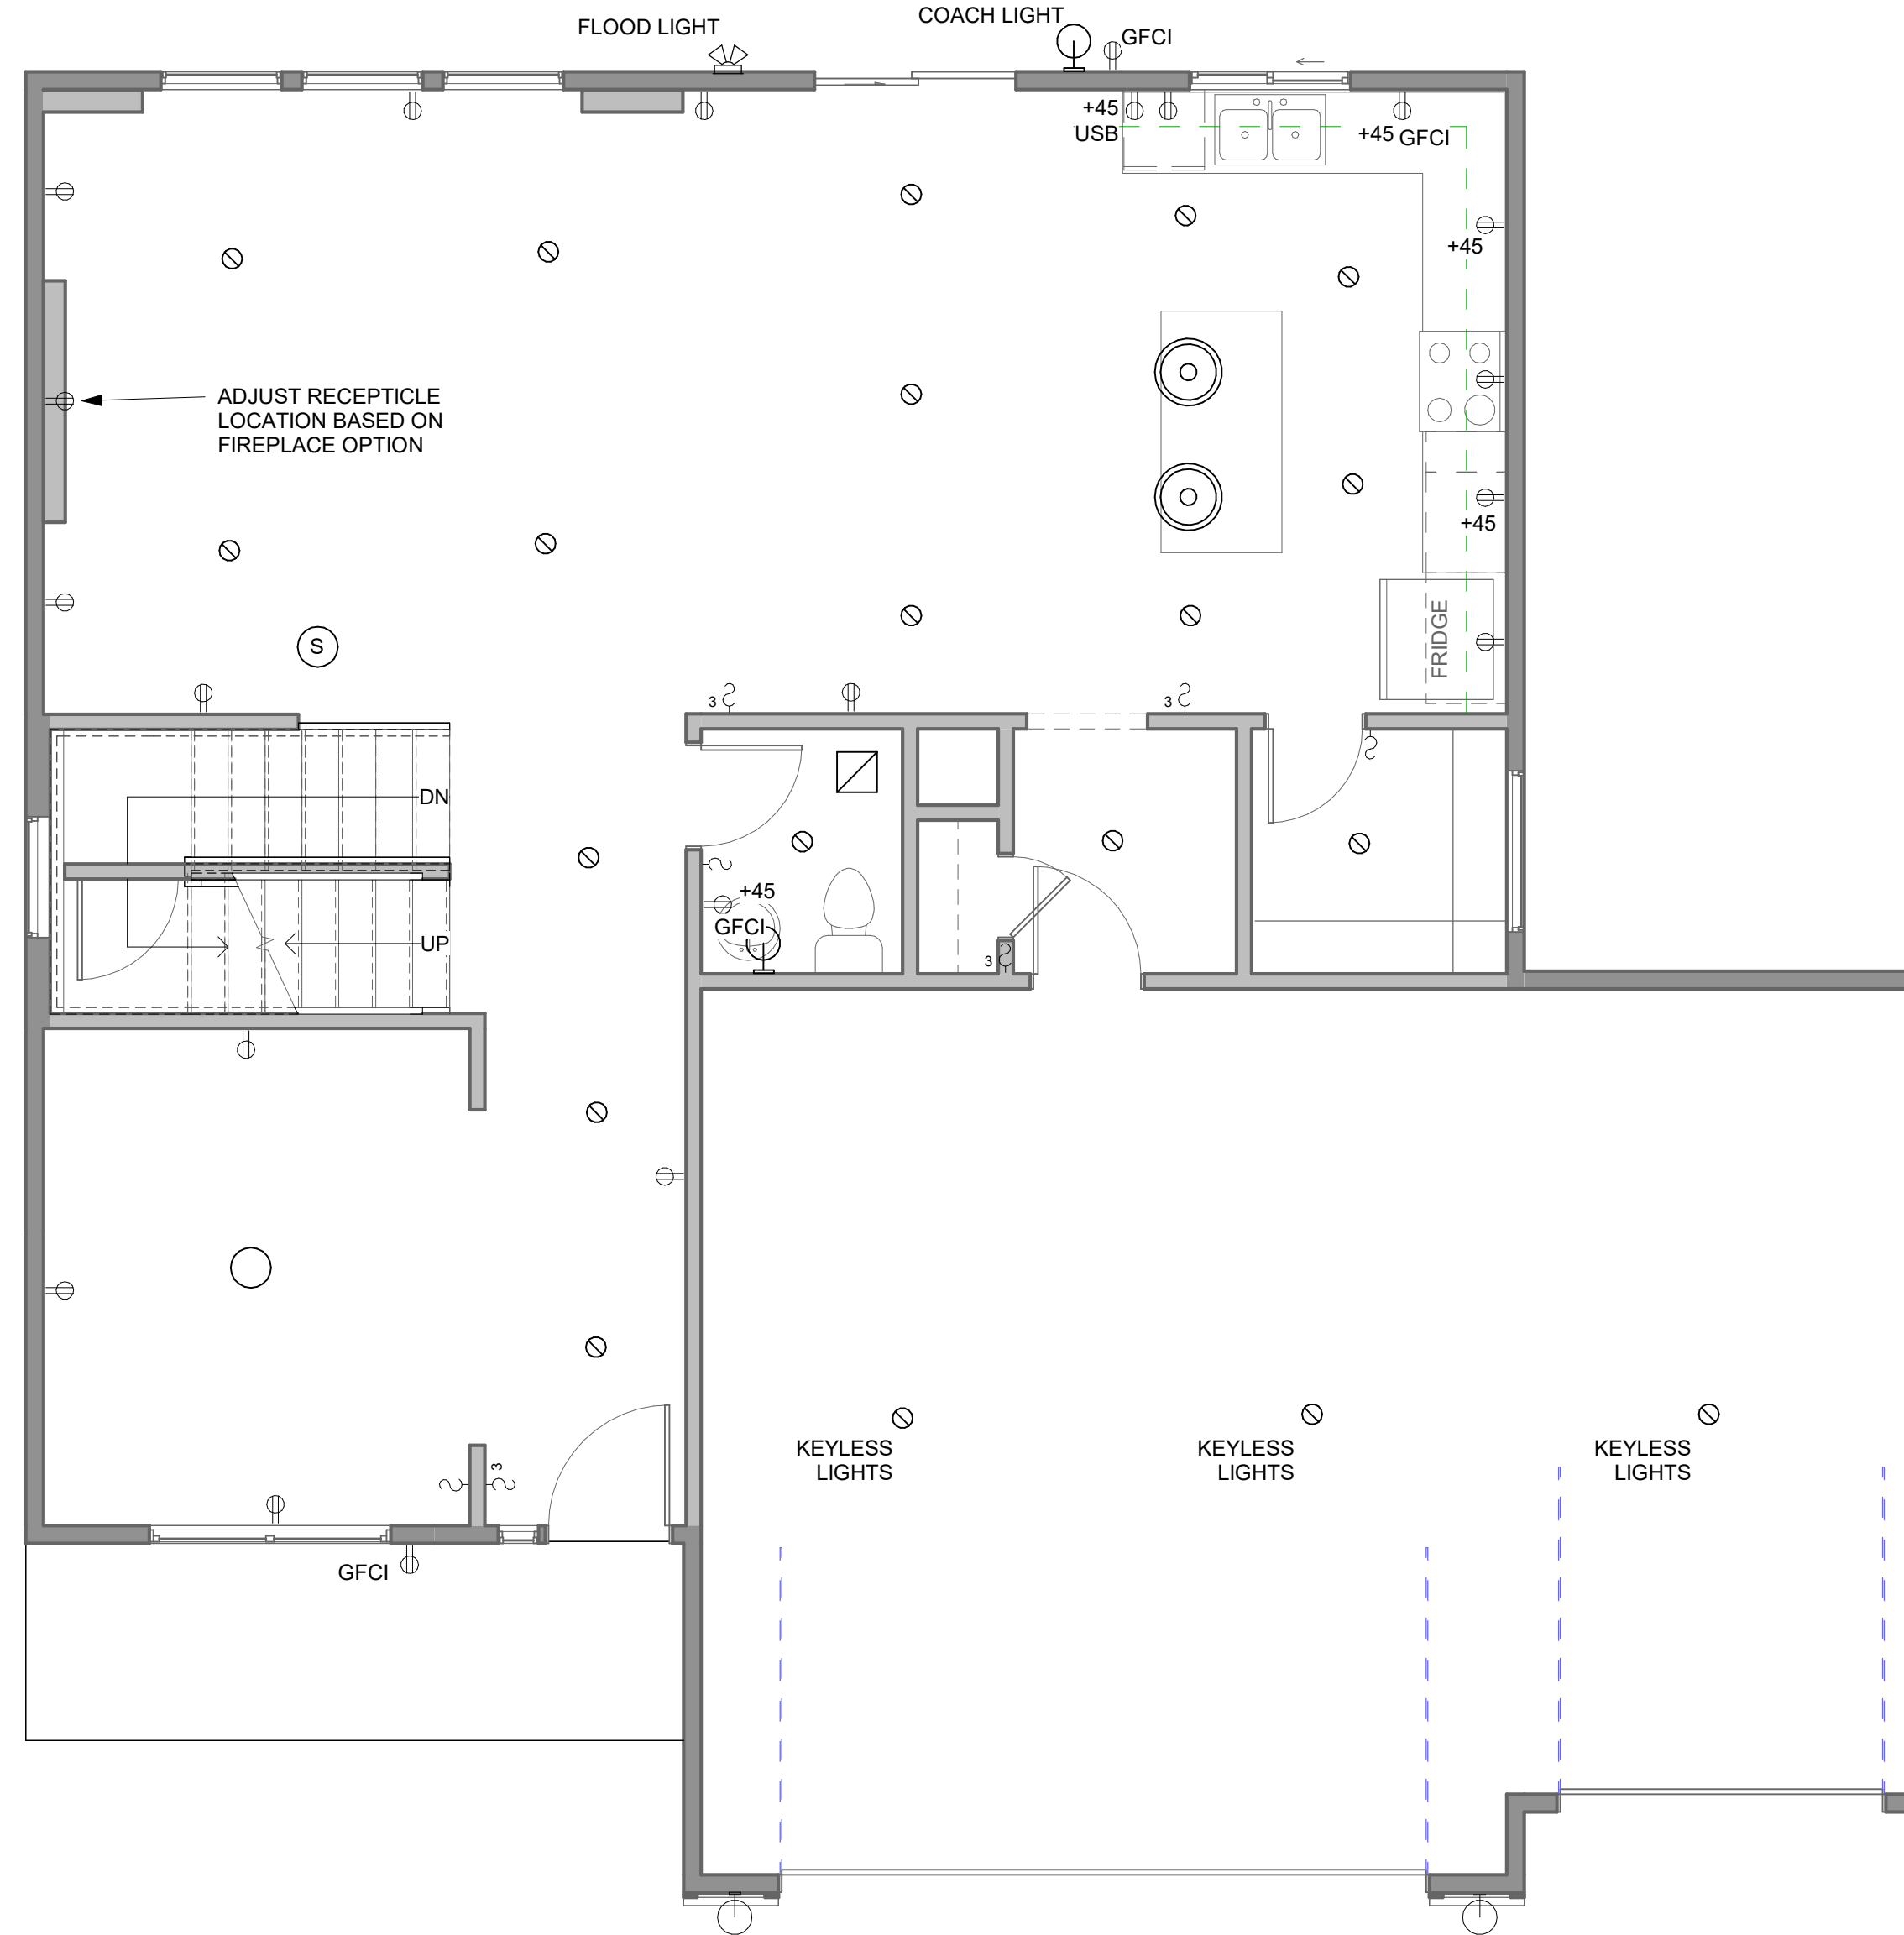 COACH LIGHT
FLOOD LIGHT
GFCI
+45
USB
+45 GFCI
+45
ADJUST RECEPTICLE
LOCATION BASED ON
FIREPLACE OPTION
+45
FRIDGE
S
3
3
DN
+45
GFCI
UP
3
KEYLESS
LIGHTS
KEYLESS
LIGHTS
KEYLESS
LIGHTS
3
GFCI